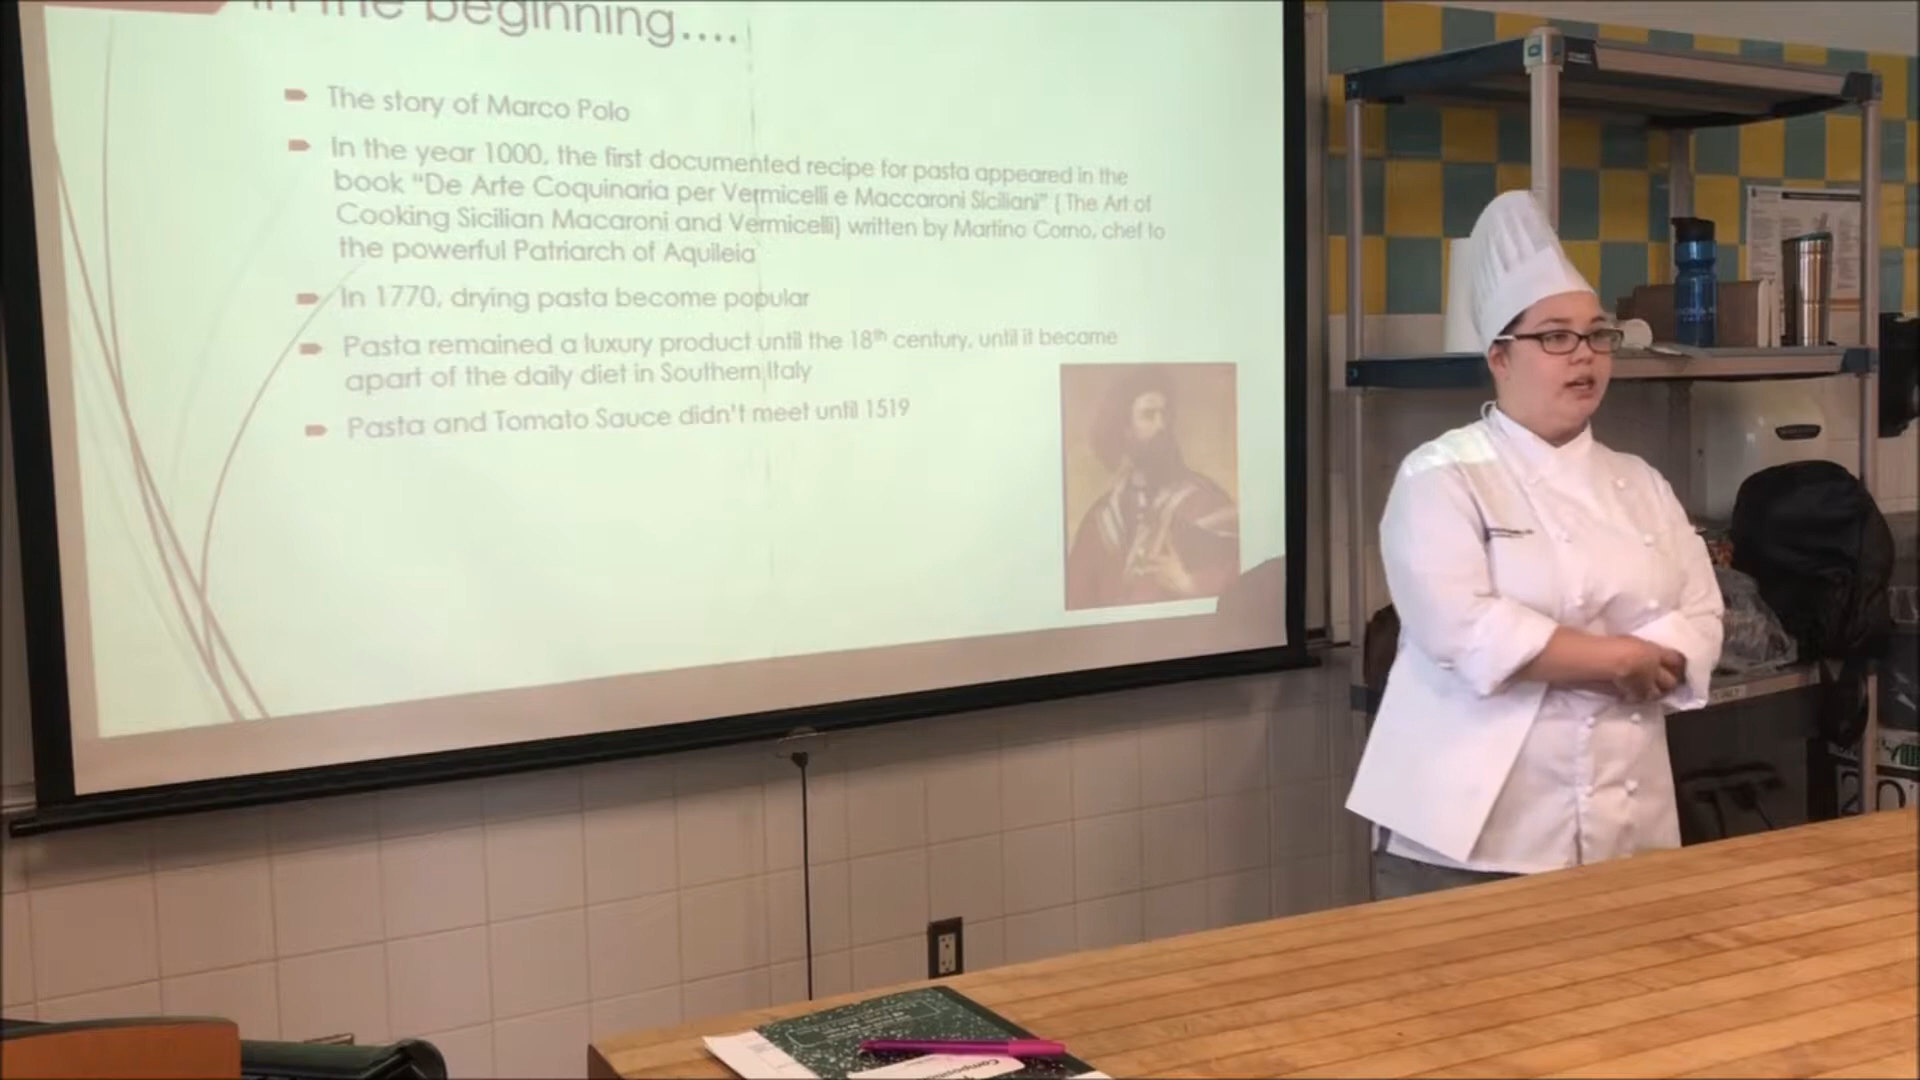 In the beginning....
The story of Marco Polo
In the year 1000, the first documented recipe for pasta appeared in the
book "De Arte Coquinaria per Vermicelli e Maccaroni Siciliani" ( The Art of
Cooking Sicilian Macaroni and Vermicelli) written by Martino Corno, chef to
the powerful Patriarch of Aquileia
In 1770, drying pasta become popular
Pasta remained a luxury product until the 18th century, until it became
apart of the daily diet in Southern Italy
Pasta and Tomato Sauce didn't meet until 1519